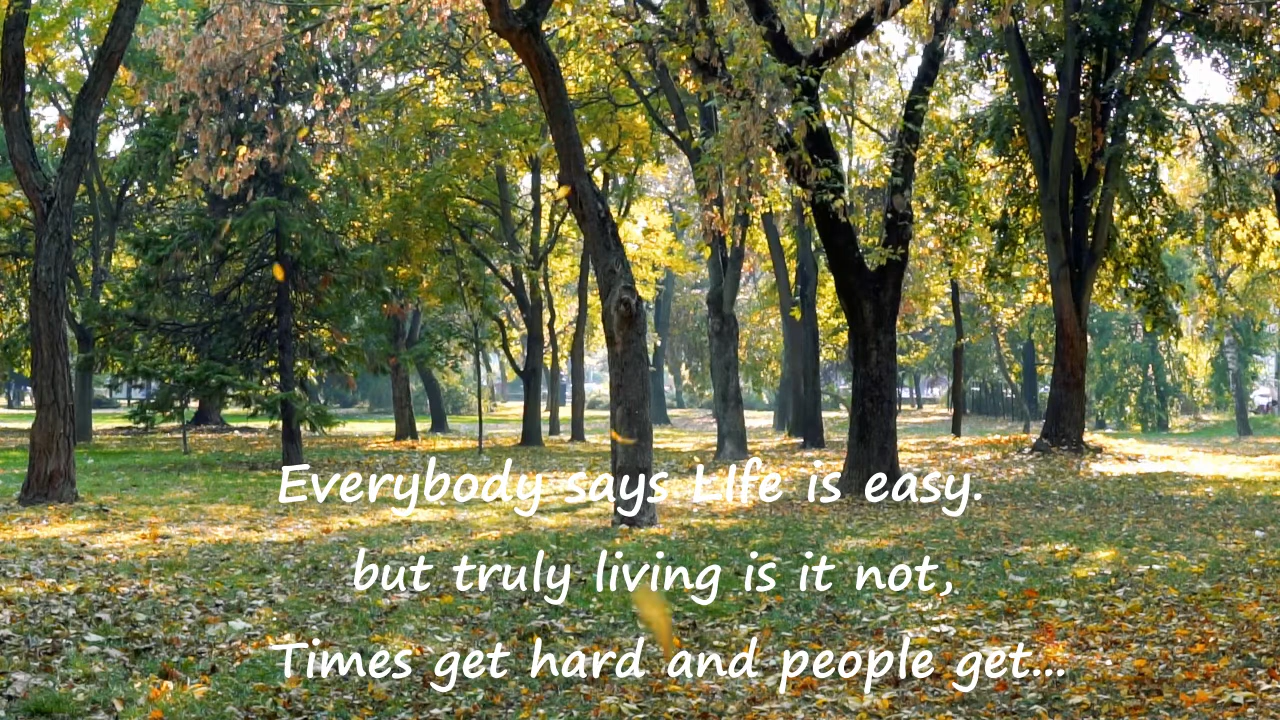 Everybody says LIfe is easy.
but truly living is it not,
Times get hard and people get...